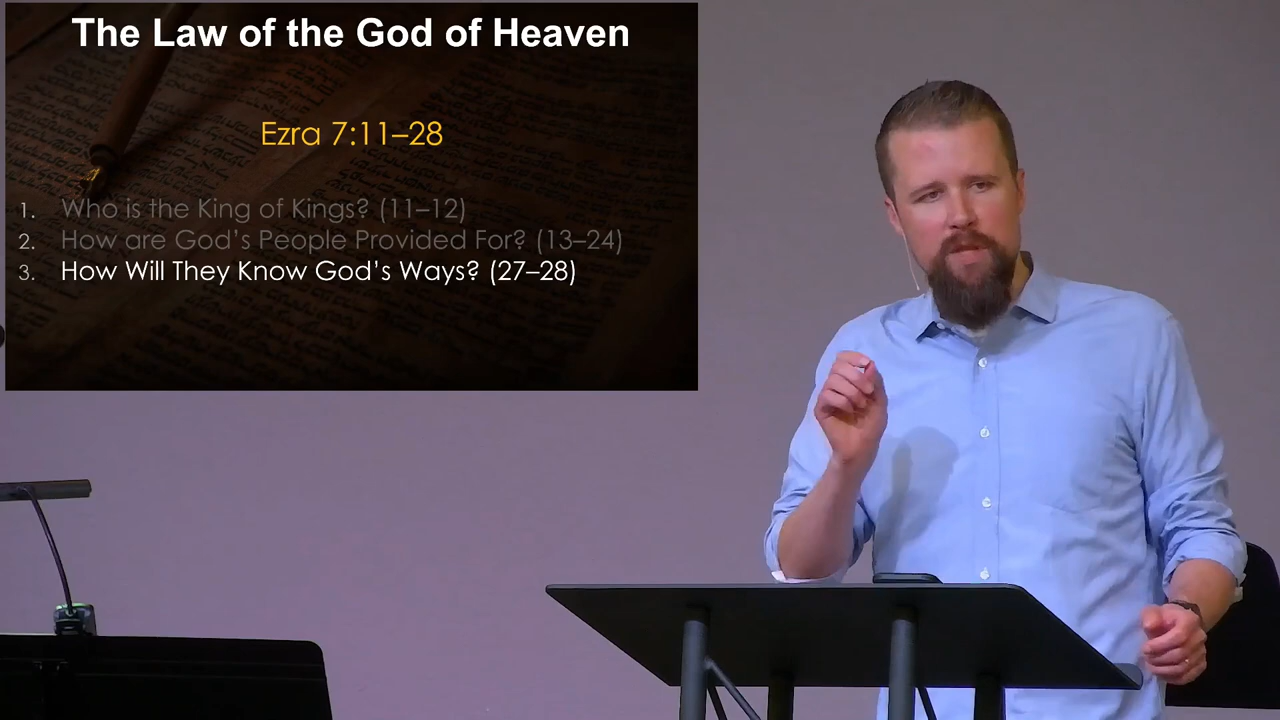 The Law of the God of Heaven
Ezra 7:11–28
1. Who is the King of Kings? (11–12)
2. How are God's People Provided For? (13–24)
3. How Will They Know God's Ways? (27–28)